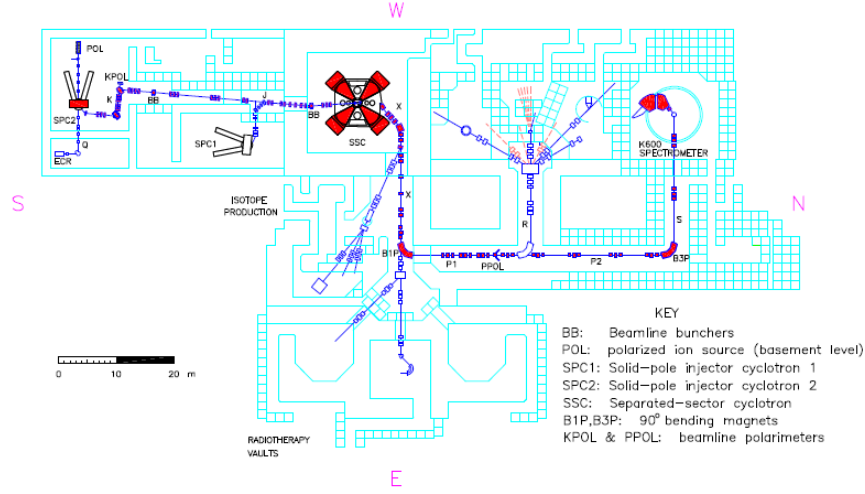 W
POL
KPOL
K
BB
J
BB
X
SPC2
SPC1
SSC
Q
ECR
K600
SPECTROMETER
S
ISOTOPE
PRODUCTION
X
R
S
N
B1P
P1
PPOL
P2
B3P
KEY
BB: Beamline bunchers
POL: polarized ion source (basement level)
SPC1: Solid-pole injector cyclotron 1
SPC2: Solid-pole injector cyclotron 2
SSC: Separated-sector cyclotron
B1P,B3P: 90° bending magnets
KPOL & PPOL: beamline polarimeters
0 10 20 m
RADIOTHERAPY
VAULTS
E